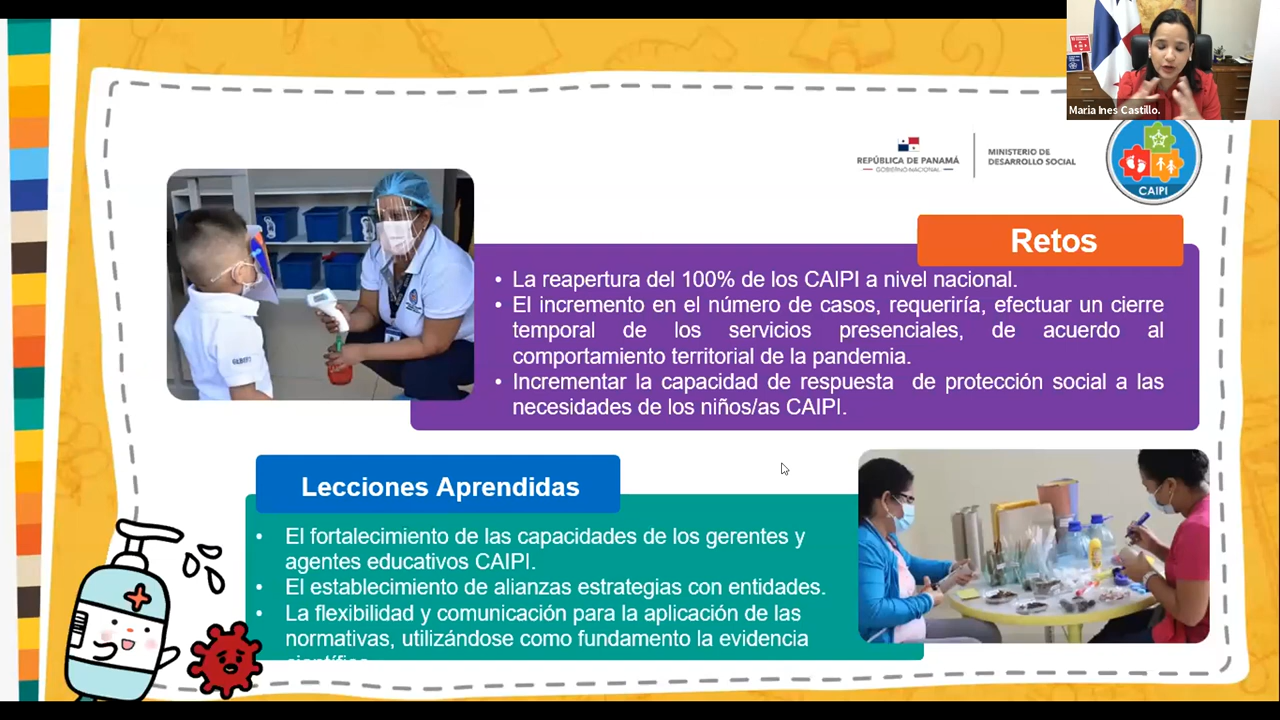 Maria Ines Castillo.
REPÚBLICA DE PANAMÁ
GOBIERNO NACIONAL
MINISTERIO DE
DESARROLLO SOCIAL
CAIPI
Retos
• La reapertura del 100% de los CAIPI a nivel nacional.
• El incremento en el número de casos, requeriría, efectuar un cierre
temporal de los servicios presenciales, de acuerdo al
comportamiento territorial de la pandemia.
• Incrementar la capacidad de respuesta de protección social a las
necesidades de los niños/as CAIPI.
Lecciones Aprendidas
• El fortalecimiento de las capacidades de los gerentes y
agentes educativos CAIPI.
• El establecimiento de alianzas estrategias con entidades.
• La flexibilidad y comunicación para la aplicación de las
normativas, utilizándose como fundamento la evidencia
científica